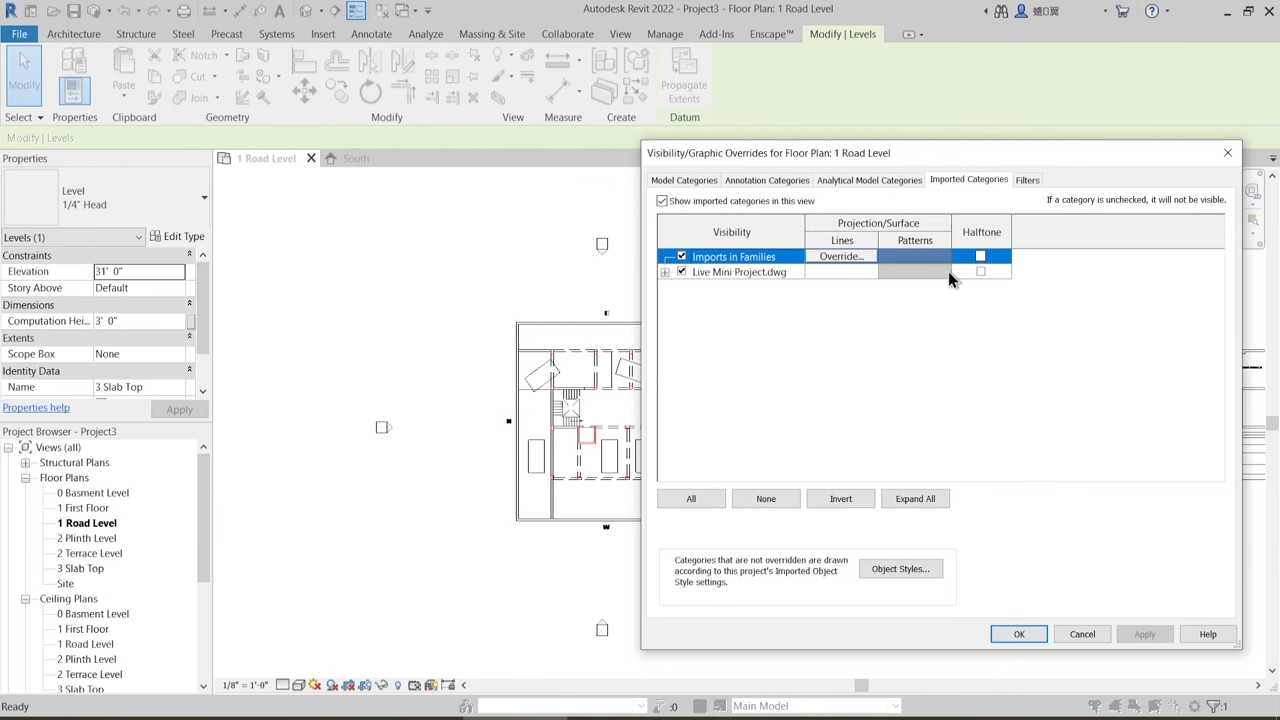 Autodesk Revit 2022 - Project3 - Floor Plan: 1 Road Level
File Architecture Structure Steel Precast Systems Insert Annotate Analyze Massing & Site Collaborate View Manage Add-Ins Enscape™ Modify | Levels
Modify
Paste
Notch
Cut
Join
Propagate
Extents
Select Properties Clipboard Geometry Modify View Measure Create Datum
Modify | Levels
Properties
1 Road Level
South
Level
1/4" Head
Levels (1)
Edit Type
Constraints
Elevation 31' 0"
Story Above Default
Dimensions
Computation Hei... 3' 0"
Extents
Scope Box None
Identity Data
Name 3 Slab Top
Properties help
Apply
Project Browser - Project3
Views (all)
Structural Plans
Floor Plans
0 Basment Level
1 First Floor
1 Road Level
2 Plinth Level
2 Terrace Level
3 Slab Top
Site
Ceiling Plans
0 Basment Level
1 First Floor
1 Road Level
2 Plinth Level
2 Terrace Level
3 Slab Top
Visibility/Graphic Overrides for Floor Plan: 1 Road Level
Model Categories Annotation Categories Analytical Model Categories Imported Categories Filters
Show imported categories in this view
If a category is unchecked, it will not be visible.
Visibility
Projection/Surface
Lines
Patterns
Halftone
Imports in Families
Override...
Live Mini Project.dwg
All
None
Invert
Expand All
Categories that are not overridden are drawn
according to this project's Imported Object
Style settings.
Object Styles...
OK
Cancel
Apply
Help
1/8" = 1'-0"
Ready
:0
Main Model
:1